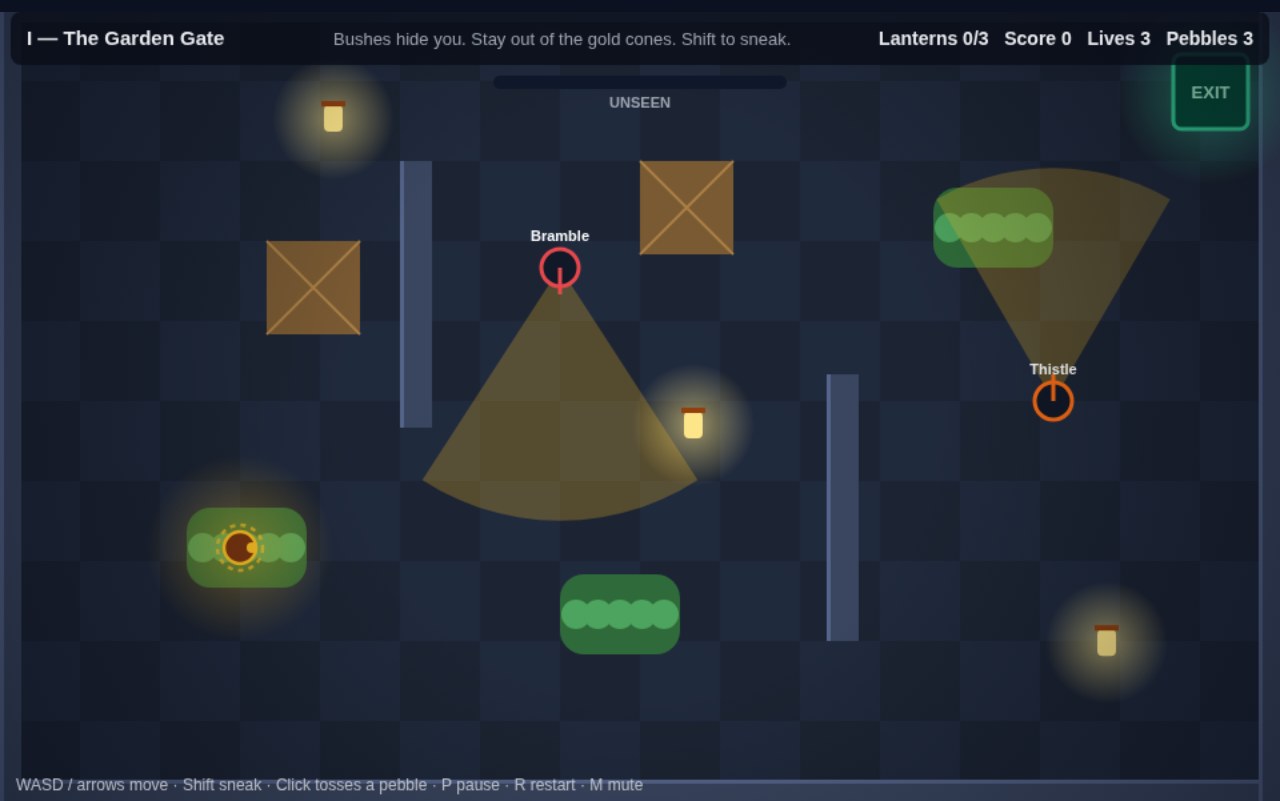 I — The Garden Gate
Bushes hide you. Stay out of the gold cones. Shift to sneak.
Lanterns 0/3 Score 0 Lives 3 Pebbles 3
UNSEEN
EXIT
Bramble
Thistle
WASD / arrows move · Shift sneak · Click tosses a pebble · P pause · R restart · M mute